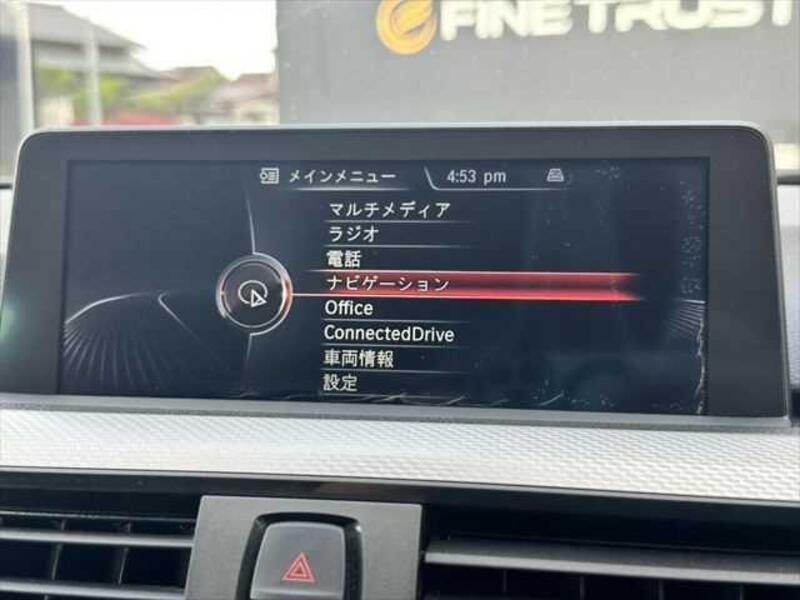 FINE TRUST
メインメニュー 4:53 pm
マルチメディア
ラジオ
電話
ナビゲーション
Office
ConnectedDrive
車両情報
設定